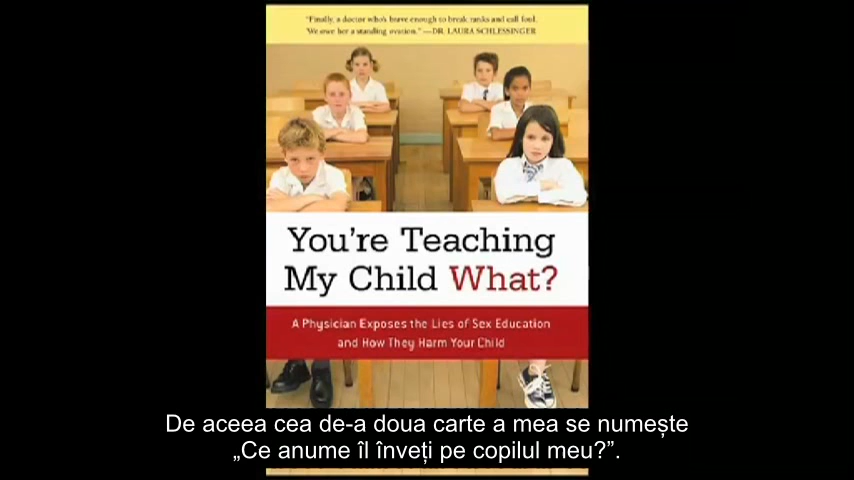 "Finally, a doctor who's brave enough to break ranks and call foul.
We owe her a standing ovation." —DR. LAURA SCHLESSINGER
You're Teaching
My Child What?
A Physician Exposes the Lies of Sex Education
and How They Harm Your Child
De aceea cea de-a doua carte a mea se numește
„Ce anume îl înveți pe copilul meu?”.